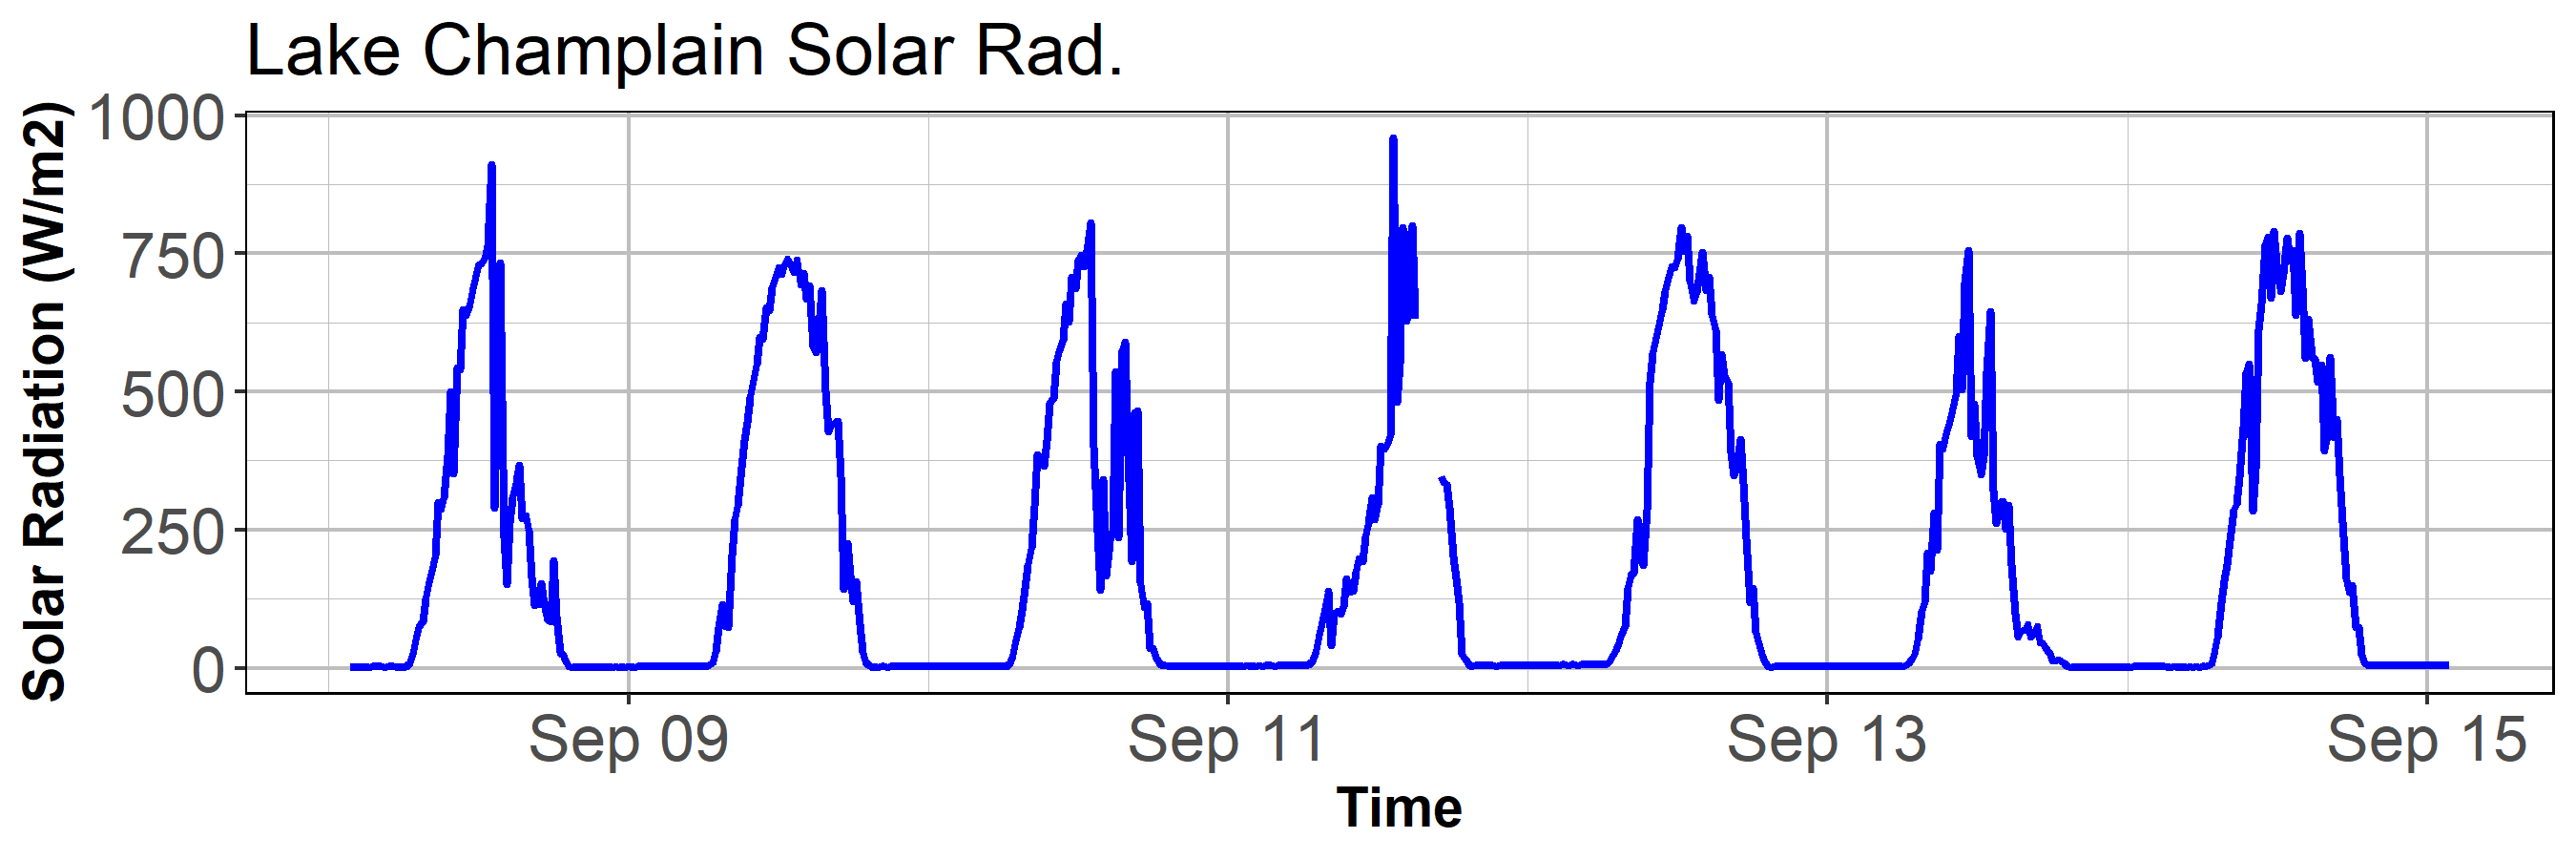 Lake Champlain Solar Rad.
Solar Radiation (W/m2)
1000
750
500
250
0
Sep 09
Sep 11
Sep 13
Sep 15
Time